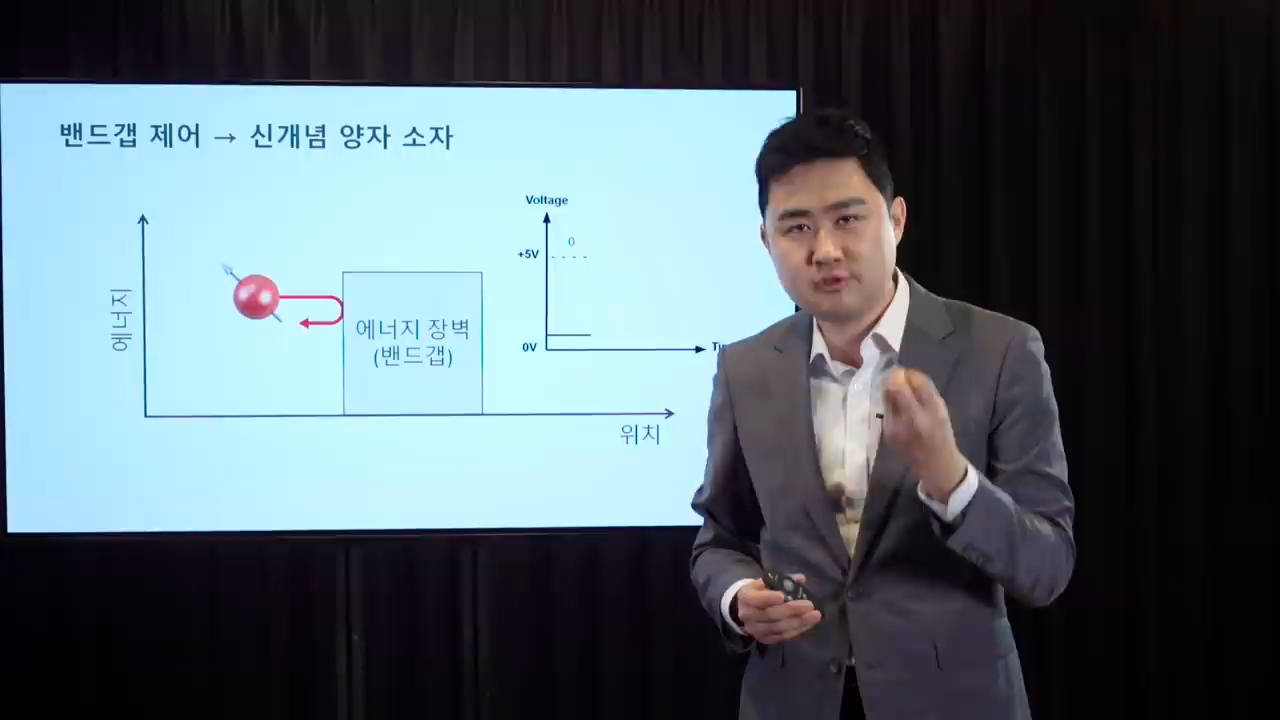 밴드갭 제어 → 신개념 양자 소자
에너지
에너지 장벽
(밴드갭)
위치
Voltage
+5V
0
0V